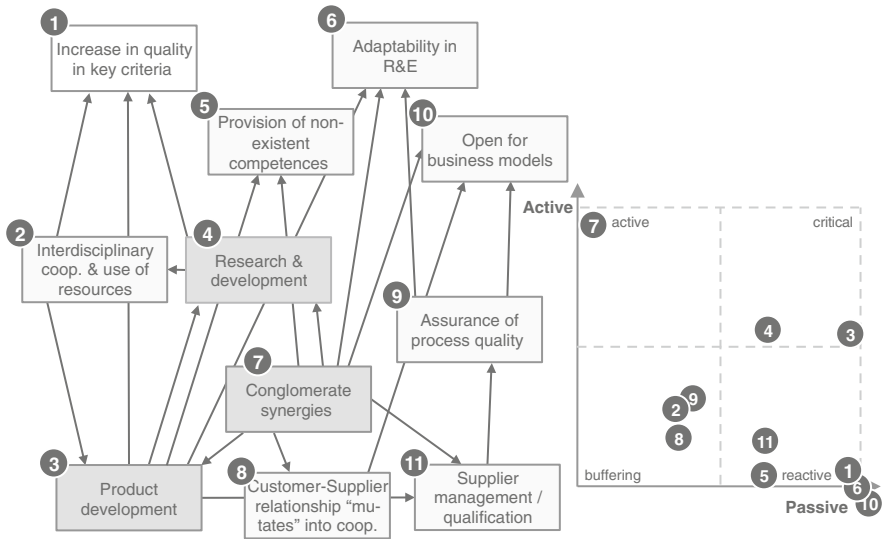 1
Increase in quality
in key criteria
6
Adaptability in
R&E
5
Provision of non-
existent
competences
10
Open for
business models
2
Interdisciplinary
coop. & use of
resources
4
Research &
development
9
Assurance of
process quality
7
Conglomerate
synergies
3
Product
development
8
Customer-Supplier
relationship “mu-
tates” into coop.
11
Supplier
management /
qualification
Active
7
active
critical
4
3
9
2
8
11
buffering
5
reactive
1
6
10
Passive